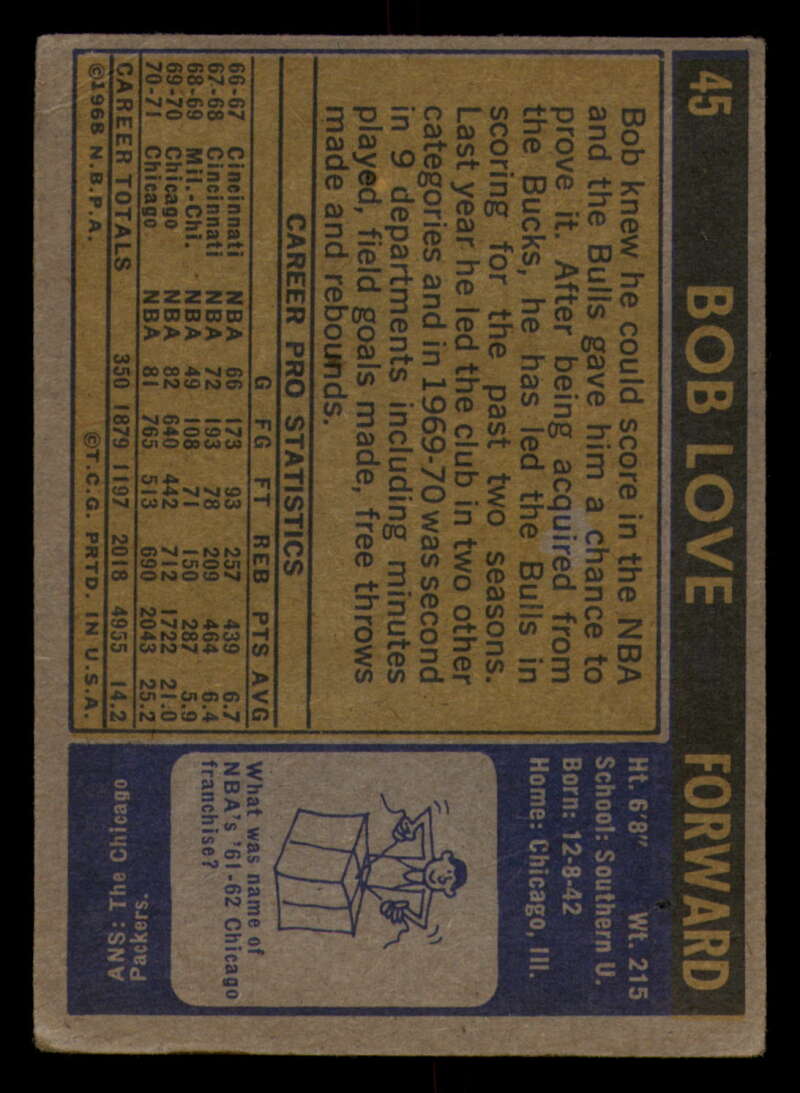 45 BOB LOVE FORWARD
Bob knew he could score in the NBA
and the Bulls gave him a chance to
prove it. After being acquired from
the Bucks, he has led the Bulls in
scoring for the past two seasons.
Last year he led the club in two other
categories and in 1969-70 was second
in 9 departments including minutes
played, field goals made, free throws
made and rebounds.
CAREER PRO STATISTICS
G FG FT REB PTS AVG
66-67 Cincinnati NBA 66 173 93 257 439 6.7
67-68 Cincinnati NBA 72 193 78 209 464 6.4
68-69 Mil.-Chi. NBA 49 108 71 150 287 5.9
69-70 Chicago NBA 82 640 442 712 1722 21.0
70-71 Chicago NBA 81 765 513 690 2043 25.2
CAREER TOTALS 350 1879 1197 2018 4955 14.2
©1968 N.B.P.A. ©T.C.G. PRTD. IN U.S.A.
Ht. 6'8" Wt. 215
School: Southern U.
Born: 12-8-42
Home: Chicago, Ill.
What was name of
NBA's '61-62 Chicago
franchise?
ANS: The Chicago
Packers.